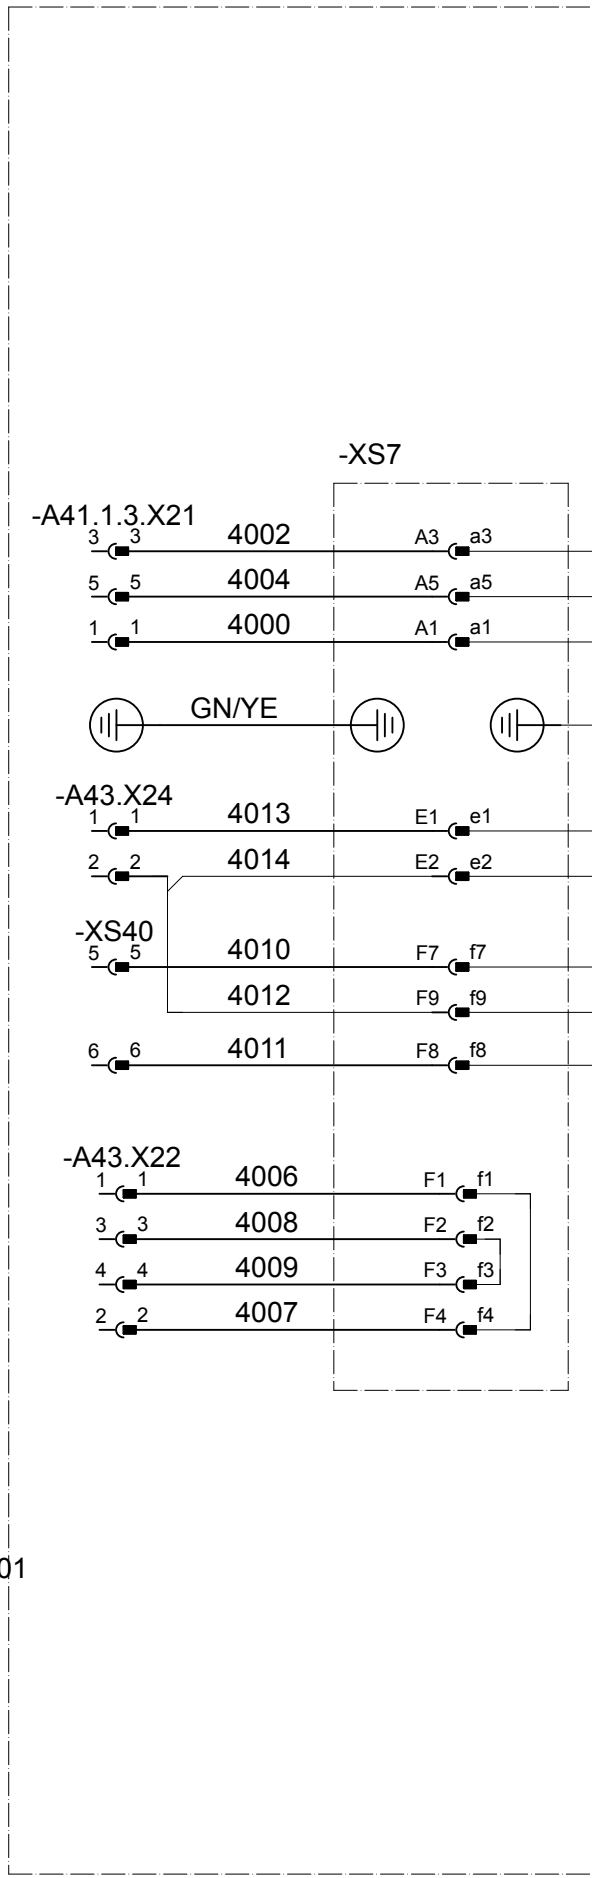 -XS7
-A41.1.3.X21
3 3 4002 A3 a3
5 5 4004 A5 a5
1 1 4000 A1 a1
GN/YE
-A43.X24
1 1 4013 E1 e1
2 2 4014 E2 e2
-XS40
5 5 4010 F7 f7
4012 F9 f9
6 6 4011 F8 f8
-A43.X22
1 1 4006 F1 f1
3 3 4008 F2 f2
4 4 4009 F3 f3
2 2 4007 F4 f4
01